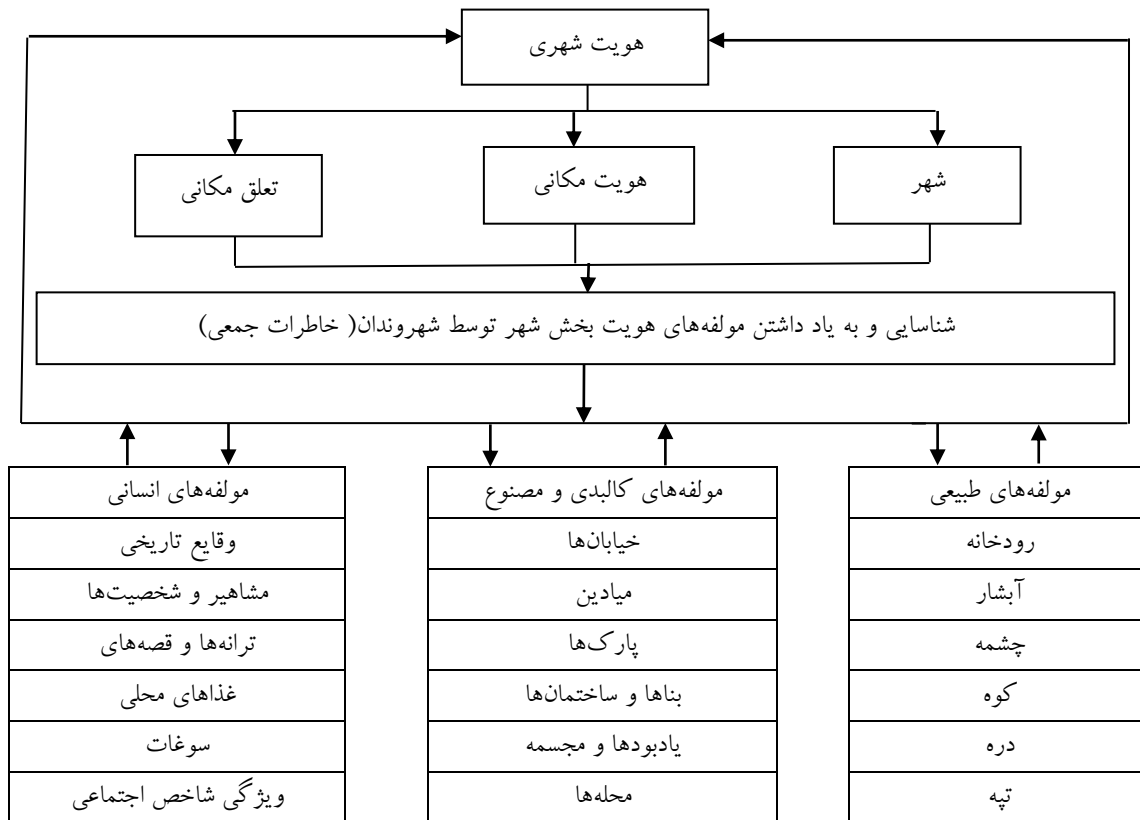 هویت شهری
شهر
هویت مکانی
تعلق مکانی
شناسایی و به یاد داشتن مولفه‌های هویت بخش شهر توسط شهروندان( خاطرات جمعی)
مولفه‌های طبیعی
رودخانه
آبشار
چشمه
کوه
دره
تپه
مولفه‌های کالبدی و مصنوع
خیابان‌ها
میادین
پارک‌ها
بناها و ساختمان‌ها
یادبودها و مجسمه
محله‌ها
مولفه‌های انسانی
وقایع تاریخی
مشاهیر و شخصیت‌ها
ترانه‌ها و قصه‌های
غذاهای محلی
سوغات
ویژگی شاخص اجتماعی